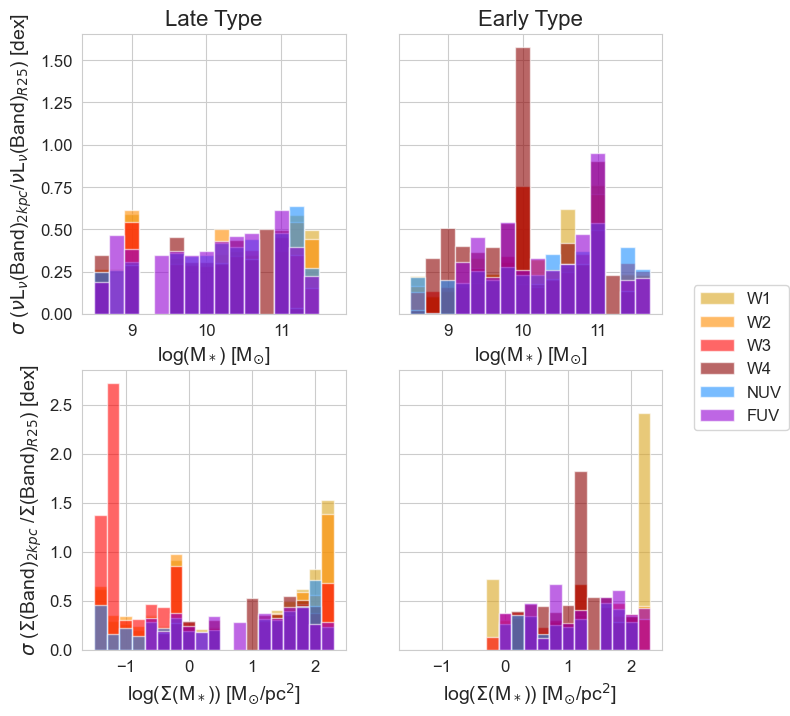 Late Type
Early Type
σ (νLν(Band)2kpc/νLν(Band)R25) [dex]
1.50
1.25
1.00
0.75
0.50
0.25
0.00
9 10 11
9 10 11
log(M∗) [M⊙]
log(M∗) [M⊙]
W1
W2
W3
W4
NUV
FUV
σ (Σ(Band)2kpc /Σ(Band)R25) [dex]
2.5
2.0
1.5
1.0
0.5
0.0
−1 0 1 2
−1 0 1 2
log(Σ(M∗)) [M⊙/pc²]
log(Σ(M∗)) [M⊙/pc²]